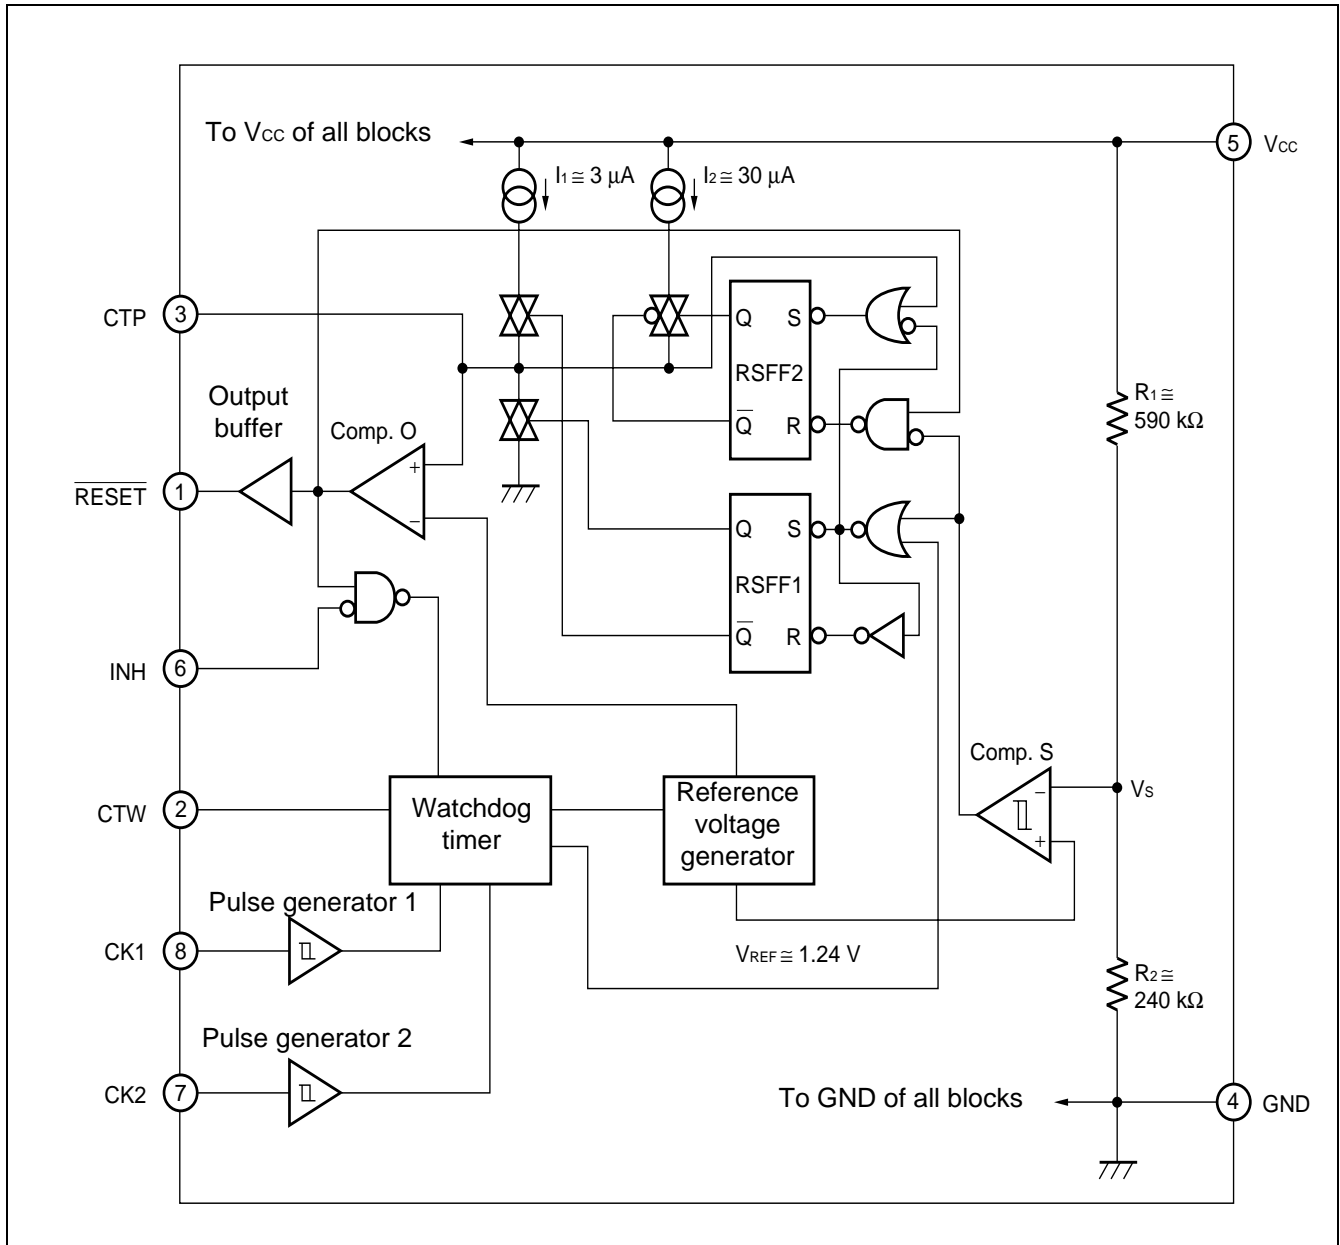 To VCC of all blocks
5
VCC
I1 ≅ 3 μA
I2 ≅ 30 μA
CTP
3
Q
S
RSFF2
Q̅
R
R1 ≅
590 kΩ
Output
buffer
Comp. O
+
−
R̅E̅S̅E̅T̅
1
Q
S
RSFF1
Q̅
R
INH
6
Comp. S
−
+
VS
CTW
2
Watchdog
timer
Reference
voltage
generator
Pulse generator 1
CK1
8
VREF ≅ 1.24 V
R2 ≅
240 kΩ
Pulse generator 2
CK2
7
To GND of all blocks
4
GND